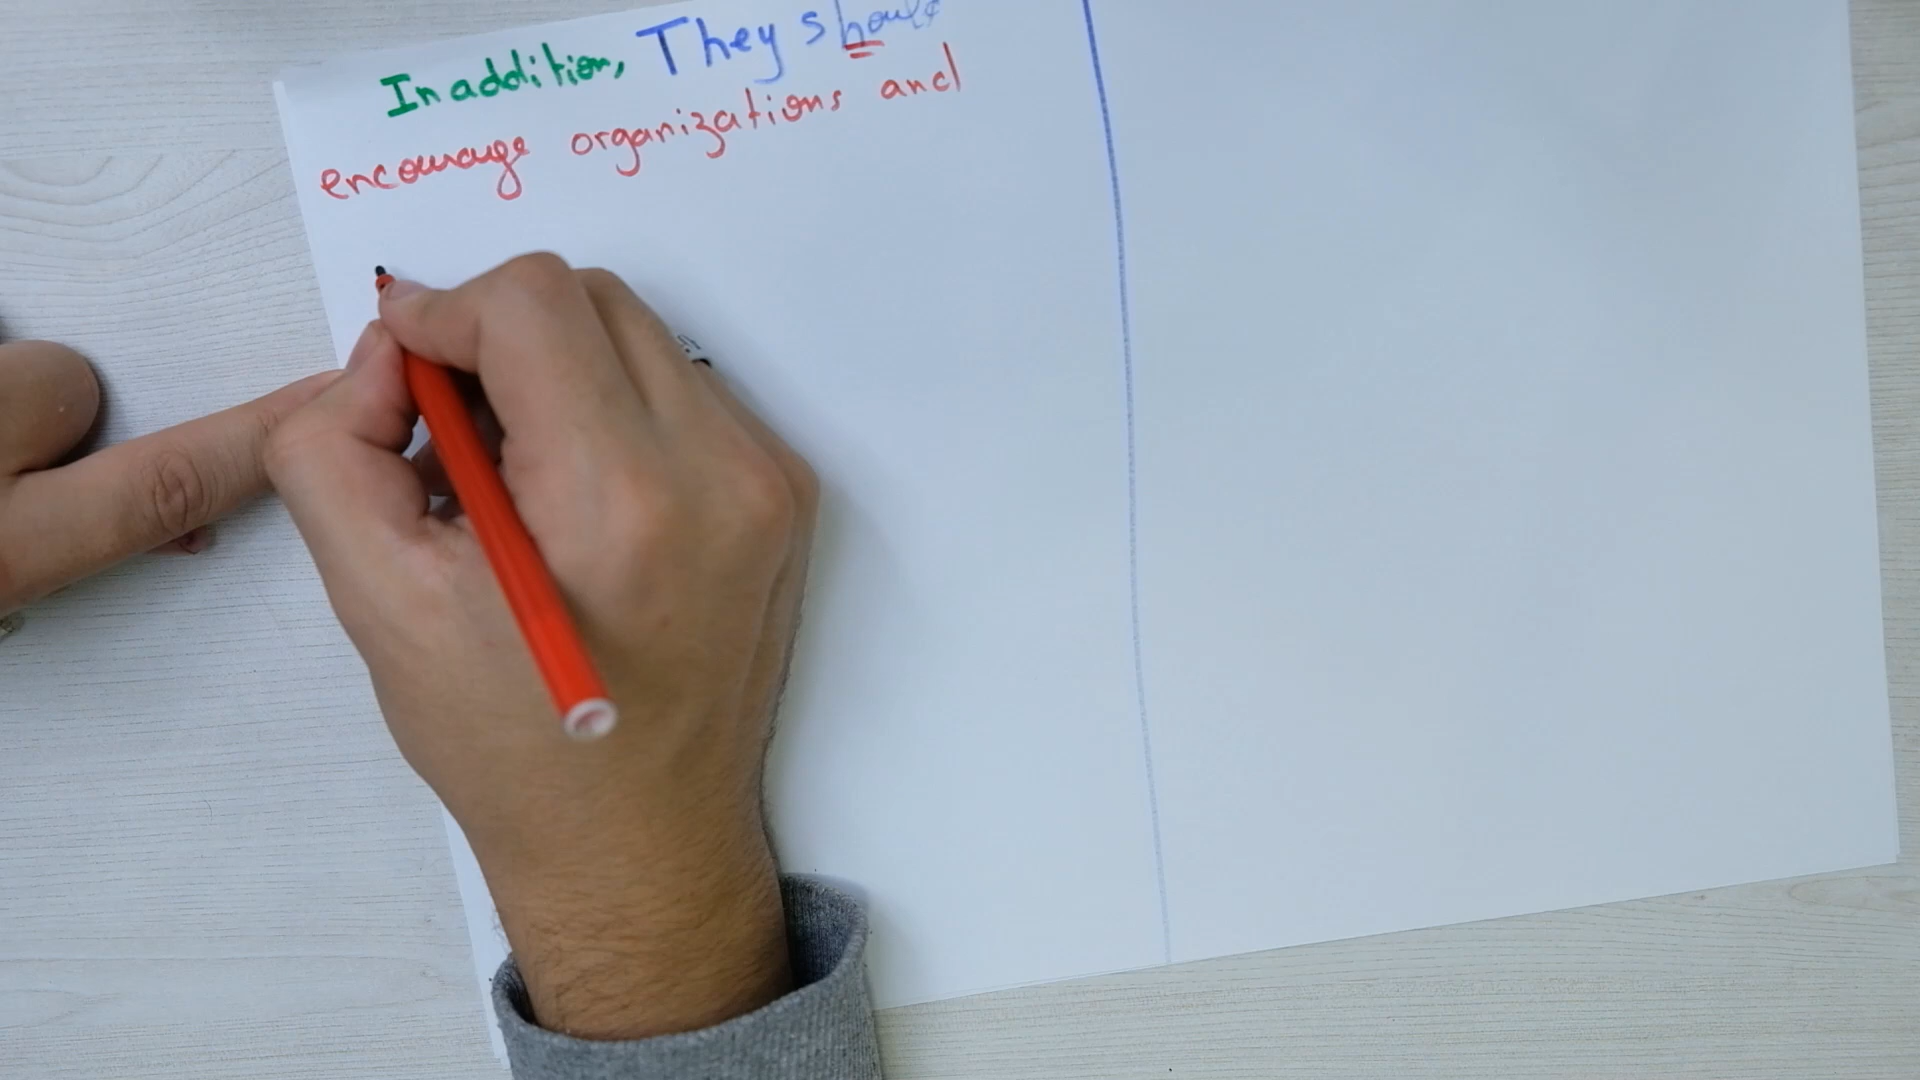 In addition, They should
encourage organizations and